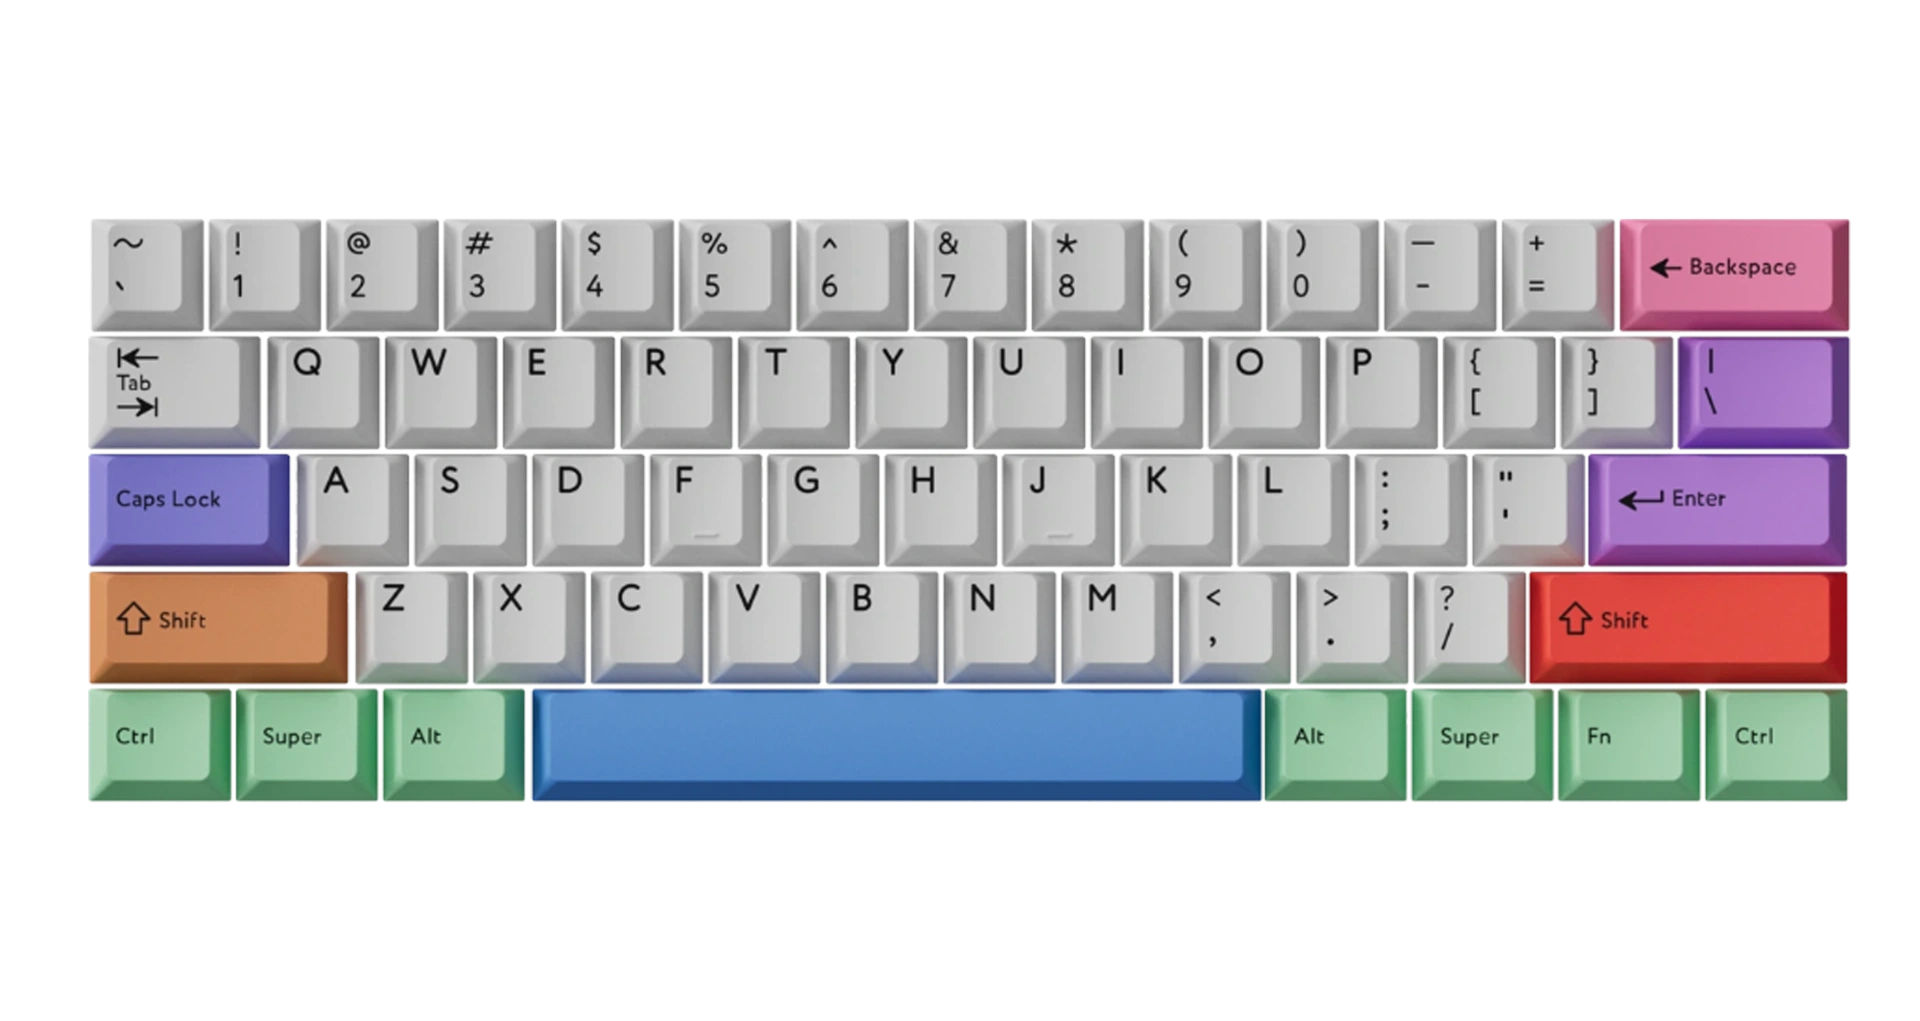 ~ ! @ # $ % ^ & * ( ) — +
` 1 2 3 4 5 6 7 8 9 0 - = Backspace
Tab Q W E R T Y U I O P { } |
[ ] \
Caps Lock A S D F G H J K L : " Enter
; '
Shift Z X C V B N M < > ? Shift
, . /
Ctrl Super Alt Alt Super Fn Ctrl